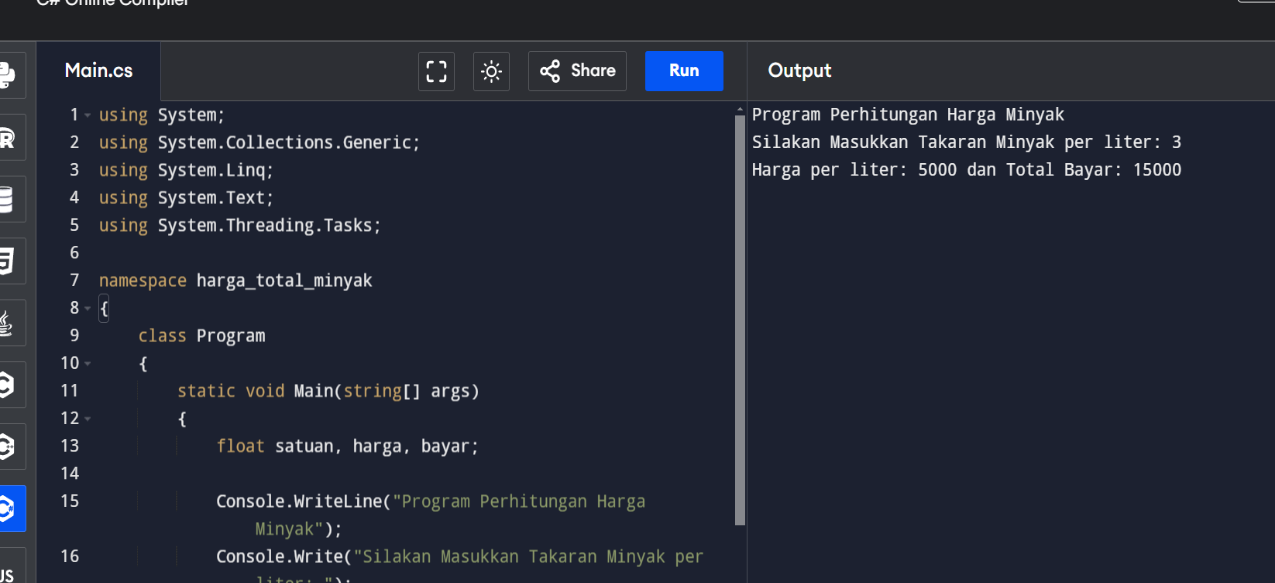 C# Online Compiler
Main.cs
Share
Run
Output
1 using System;
2 using System.Collections.Generic;
3 using System.Linq;
4 using System.Text;
5 using System.Threading.Tasks;
6
7 namespace harga_total_minyak
8 {
9 class Program
10 {
11 static void Main(string[] args)
12 {
13 float satuan, harga, bayar;
14
15 Console.WriteLine("Program Perhitungan Harga
Minyak");
16 Console.Write("Silakan Masukkan Takaran Minyak per
liter: ");
Program Perhitungan Harga Minyak
Silakan Masukkan Takaran Minyak per liter: 3
Harga per liter: 5000 dan Total Bayar: 15000
R
JS